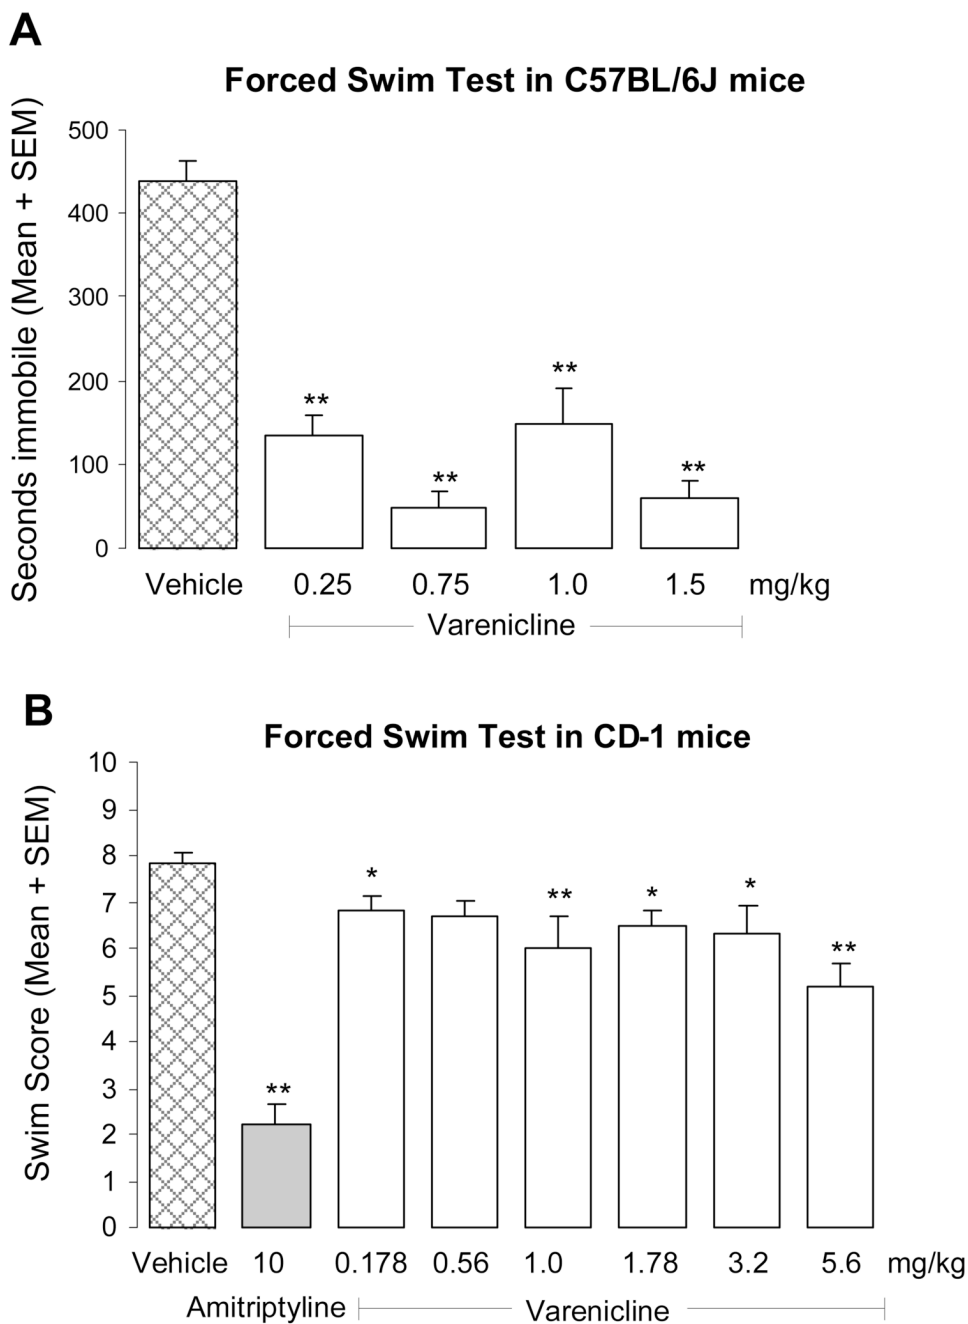 A
Forced Swim Test in C57BL/6J mice
Seconds immobile (Mean + SEM)
500
400
300
200
100
0
**
**
**
**
Vehicle 0.25 0.75 1.0 1.5 mg/kg
Varenicline
B
Forced Swim Test in CD-1 mice
Swim Score (Mean + SEM)
10
9
8
7
6
5
4
3
2
1
0
**
*
**
*
*
**
Vehicle 10 0.178 0.56 1.0 1.78 3.2 5.6 mg/kg
Amitriptyline Varenicline